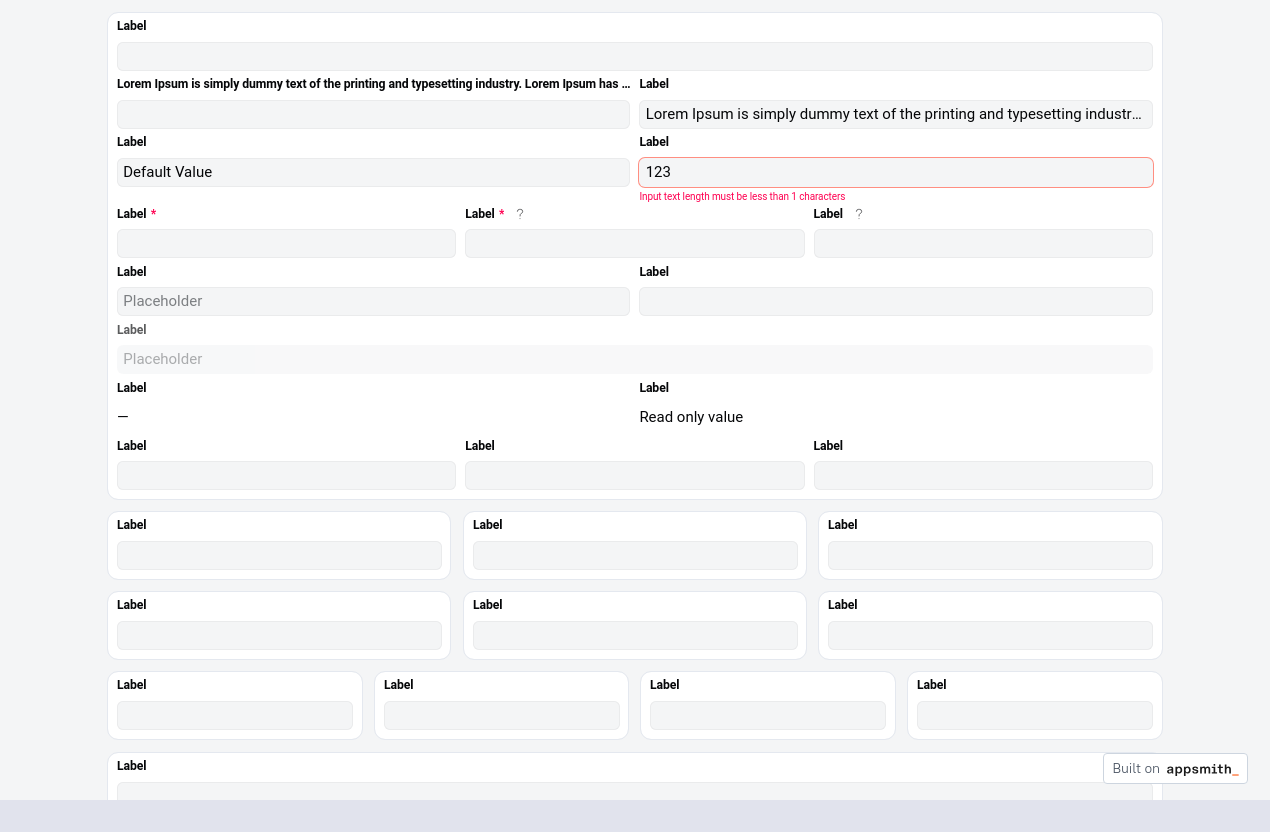 Label
Lorem Ipsum is simply dummy text of the printing and typesetting industry. Lorem Ipsum has ... Label
Lorem Ipsum is simply dummy text of the printing and typesetting industr...
Label Label
Default Value 123
Input text length must be less than 1 characters
Label * Label * ? Label ?
Label Label
Placeholder
Label
Placeholder
Label Label
— Read only value
Label Label Label
Label Label Label
Label Label Label
Label Label Label Label
Label
Built on appsmith_